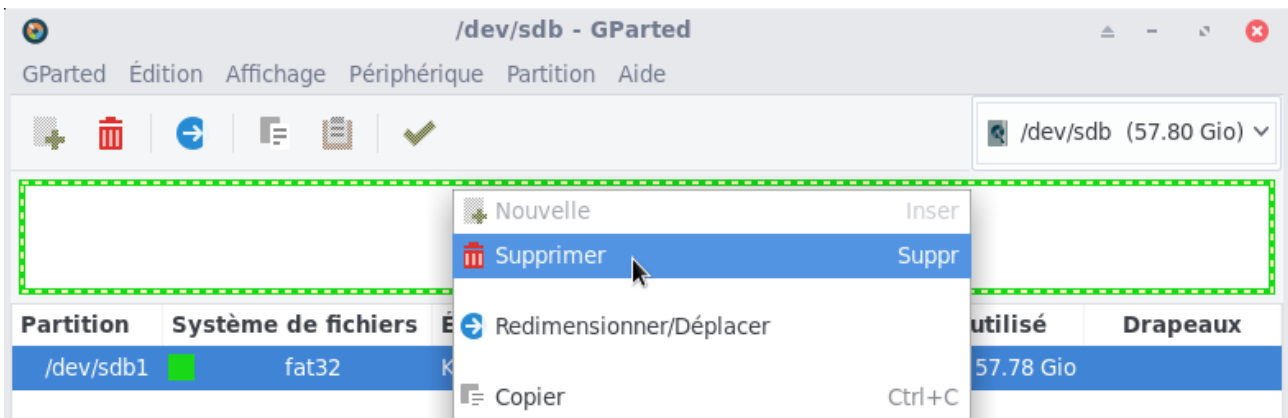 /dev/sdb - GParted
GParted Édition Affichage Périphérique Partition Aide
/dev/sdb (57.80 Gio)
Nouvelle Inser
Supprimer Suppr
Partition Système de fichiers É utilisé Drapeaux
Redimensionner/Déplacer
/dev/sdb1 fat32 K 57.78 Gio
Copier Ctrl+C